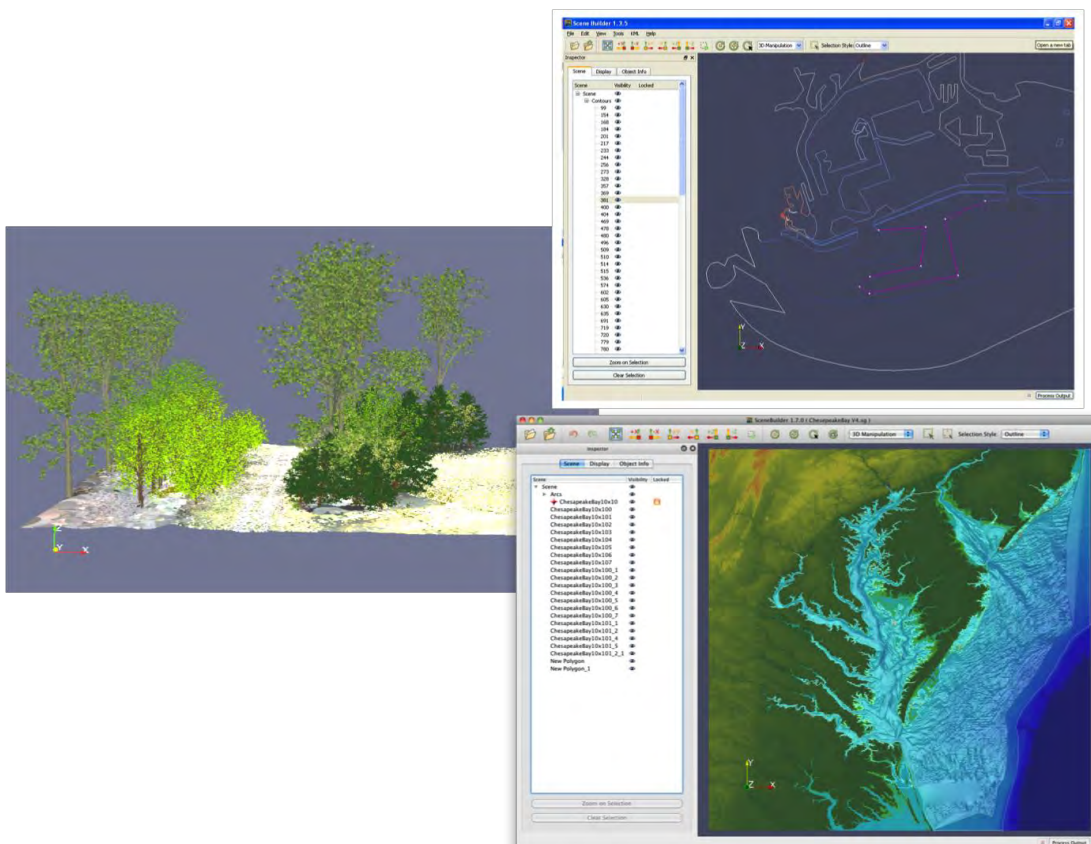 Scene Builder 1.3.5
File Edit View Tools KML Help
3D-Manipulation
Selection Style: Outline
Open a new tab
Inspector
Scene Display Object Info
Scene Visibility Locked
Scene
Contours
99
154
168
184
201
217
233
244
256
273
328
357
369
381
400
404
469
478
480
496
509
510
514
515
536
574
602
605
630
635
691
719
720
779
780
Zoom on Selection
Clear Selection
Y
Z X
Process Output
Z
Y X
SceneBuilder 1.7.0 ( ChesepeakeBay V4.sg )
3D Manipulation
Selection Style: Outline
Inspector
Scene Display Object Info
Scene Visibility Locked
Scene
Arcs
ChesapeakeBay10x10
ChesapeakeBay10x100
ChesapeakeBay10x101
ChesapeakeBay10x102
ChesapeakeBay10x103
ChesapeakeBay10x104
ChesapeakeBay10x105
ChesapeakeBay10x106
ChesapeakeBay10x107
ChesapeakeBay10x100_1
ChesapeakeBay10x100_2
ChesapeakeBay10x100_3
ChesapeakeBay10x100_4
ChesapeakeBay10x100_5
ChesapeakeBay10x100_6
ChesapeakeBay10x100_7
ChesapeakeBay10x101_1
ChesapeakeBay10x101_2
ChesapeakeBay10x101_4
ChesapeakeBay10x101_5
ChesapeakeBay10x101_2_1
New Polygon
New Polygon_1
Zoom on Selection
Clear Selection
Y
Z X
Process Output